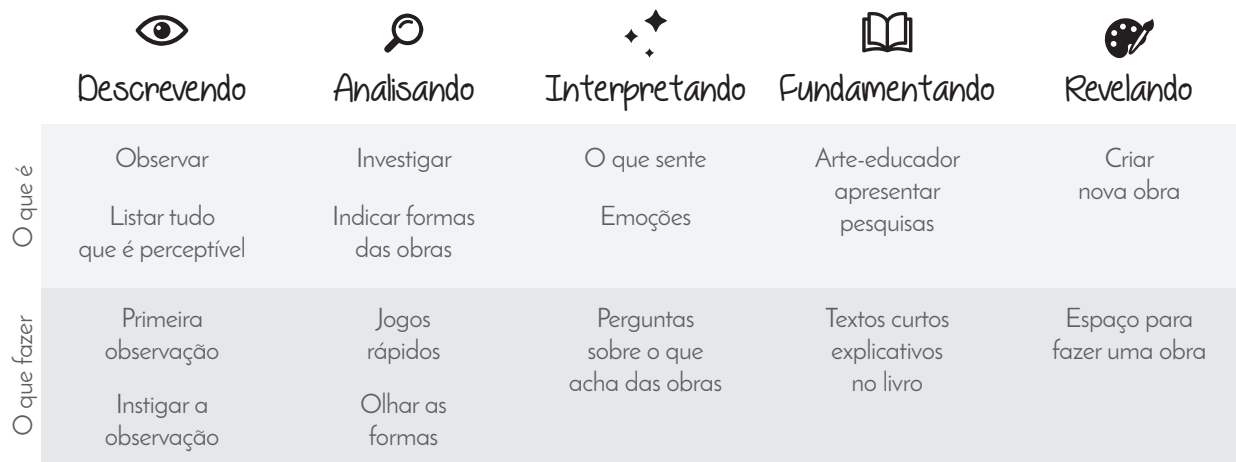 Descrevendo
Analisando
Interpretando
Fundamentando
Revelando
O que é
Observar
Listar tudo
que é perceptível
Investigar
Indicar formas
das obras
O que sente
Emoções
Arte-educador
apresentar
pesquisas
Criar
nova obra
O que fazer
Primeira
observação
Instigar a
observação
Jogos
rápidos
Olhar as
formas
Perguntas
sobre o que
acha das obras
Textos curtos
explicativos
no livro
Espaço para
fazer uma obra